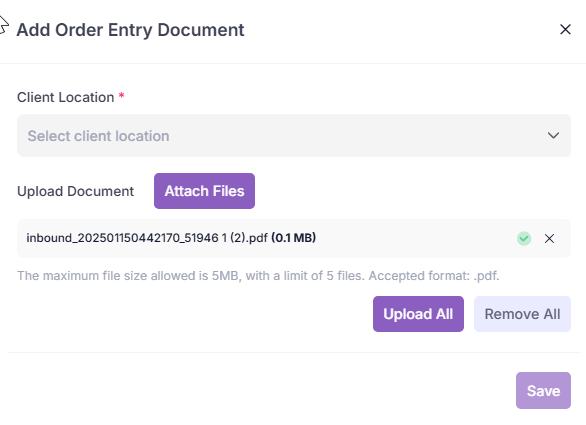 Add Order Entry Document
Client Location *
Select client location
Upload Document
Attach Files
inbound_202501150442170_51946 1 (2).pdf (0.1 MB)
The maximum file size allowed is 5MB, with a limit of 5 files. Accepted format: .pdf.
Upload All
Remove All
Save